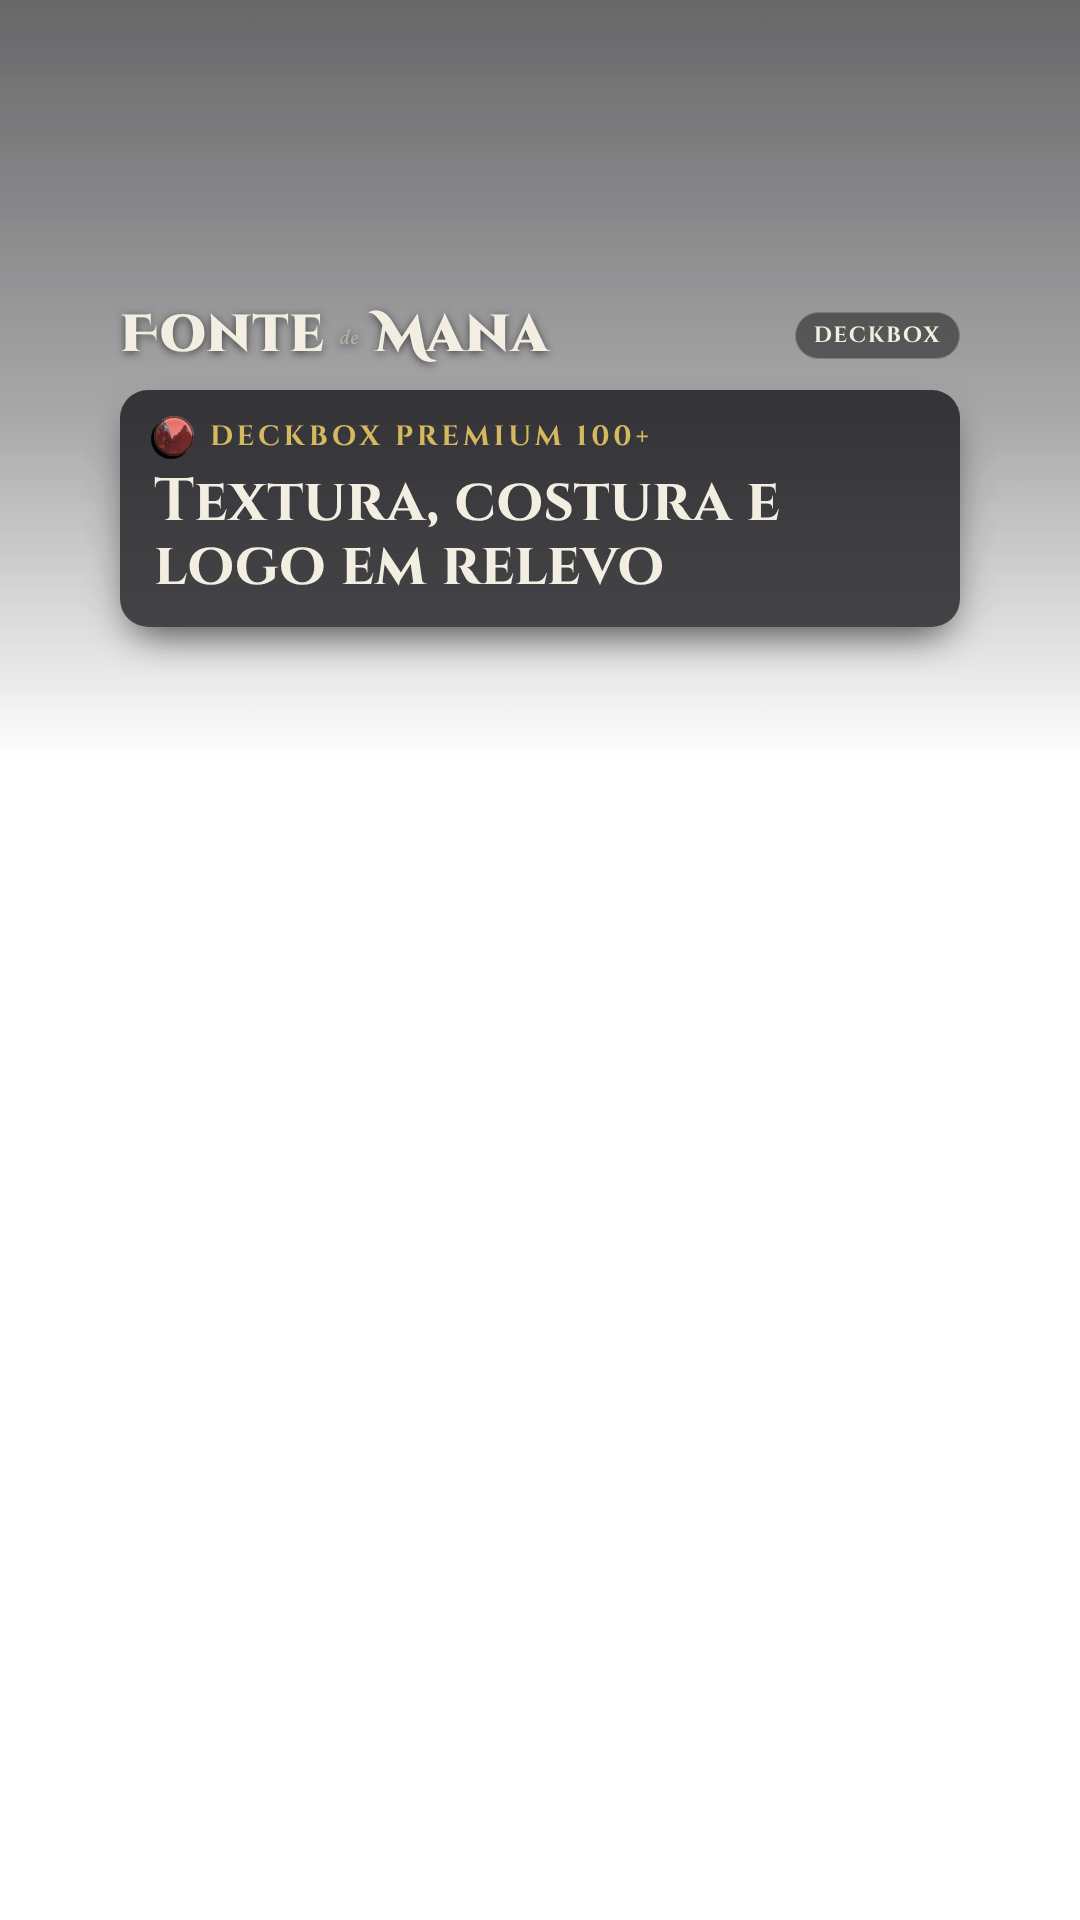 Fonte de Mana
DECKBOX
DECKBOX PREMIUM 100+
Textura, costura e
logo em relevo